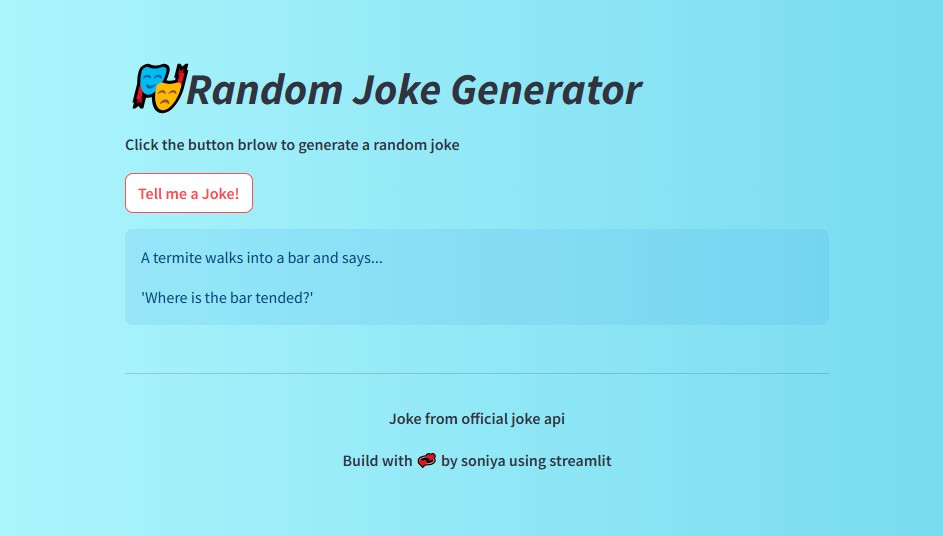 Random Joke Generator
Click the button brlow to generate a random joke
Tell me a Joke!
A termite walks into a bar and says...
'Where is the bar tended?'
Joke from official joke api
Build with 💋 by soniya using streamlit